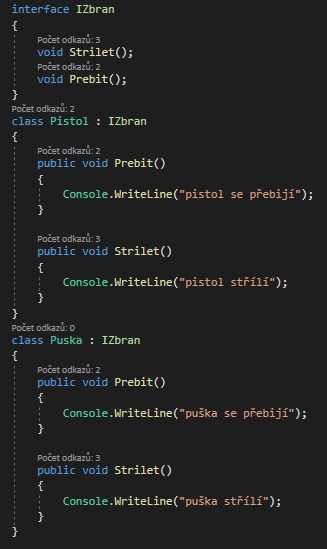 interface IZbran
{
Počet odkazů: 3
void Strilet();
Počet odkazů: 2
void Prebit();
}
Počet odkazů: 2
class Pistol : IZbran
{
Počet odkazů: 2
public void Prebit()
{
Console.WriteLine("pistol se přebijí");
}
Počet odkazů: 3
public void Strilet()
{
Console.WriteLine("pistol střílí");
}
}
Počet odkazů: 0
class Puska : IZbran
{
Počet odkazů: 2
public void Prebit()
{
Console.WriteLine("puška se přebijí");
}
Počet odkazů: 3
public void Strilet()
{
Console.WriteLine("puška střílí");
}
}